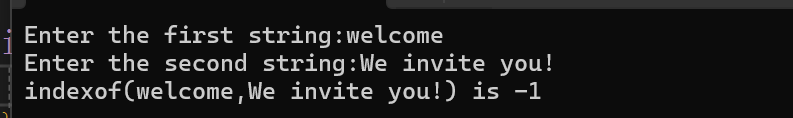 Enter the first string:welcome
Enter the second string:We invite you!
indexof(welcome,We invite you!) is -1